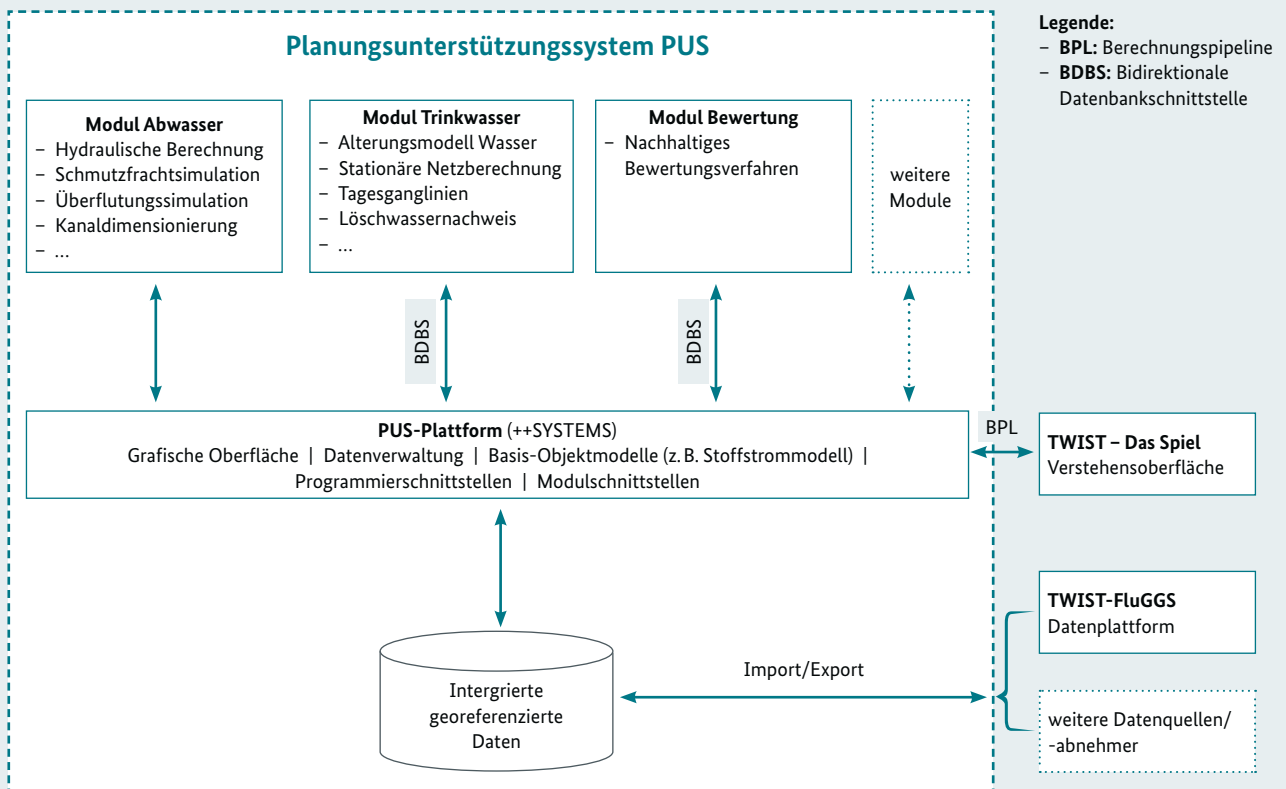 Planungsunterstützungssystem PUS
Legende:
– BPL: Berechnungspipeline
– BDBS: Bidirektionale
Datenbankschnittstelle
Modul Abwasser
– Hydraulische Berechnung
– Schmutzfrachtsimulation
– Überflutungssimulation
– Kanaldimensionierung
– ...
Modul Trinkwasser
– Alterungsmodell Wasser
– Stationäre Netzberechnung
– Tagesganglinien
– Löschwassernachweis
– ...
Modul Bewertung
– Nachhaltiges
Bewertungsverfahren
weitere
Module
BDBS
BDBS
PUS-Plattform (++SYSTEMS)
Grafische Oberfläche | Datenverwaltung | Basis-Objektmodelle (z. B. Stoffstrommodell) |
Programmierschnittstellen | Modulschnittstellen
BPL
TWIST – Das Spiel
Verstehensoberfläche
TWIST-FluGGS
Datenplattform
Import/Export
Intergrierte
georeferenzierte
Daten
weitere Datenquellen/
-abnehmer